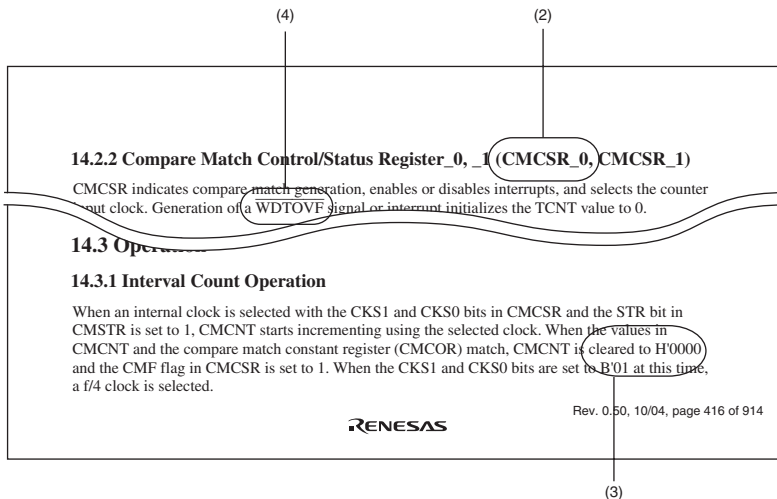 (4) (2)
14.2.2 Compare Match Control/Status Register_0, _1 (CMCSR_0, CMCSR_1)
CMCSR indicates compare match generation, enables or disables interrupts, and selects the counter
input clock. Generation of a WDTOVF signal or interrupt initializes the TCNT value to 0.
14.3 Operation
14.3.1 Interval Count Operation
When an internal clock is selected with the CKS1 and CKS0 bits in CMCSR and the STR bit in
CMSTR is set to 1, CMCNT starts incrementing using the selected clock. When the values in
CMCNT and the compare match constant register (CMCOR) match, CMCNT is cleared to H'0000
and the CMF flag in CMCSR is set to 1. When the CKS1 and CKS0 bits are set to B'01 at this time,
a f/4 clock is selected.
Rev. 0.50, 10/04, page 416 of 914
RENESAS
(3)